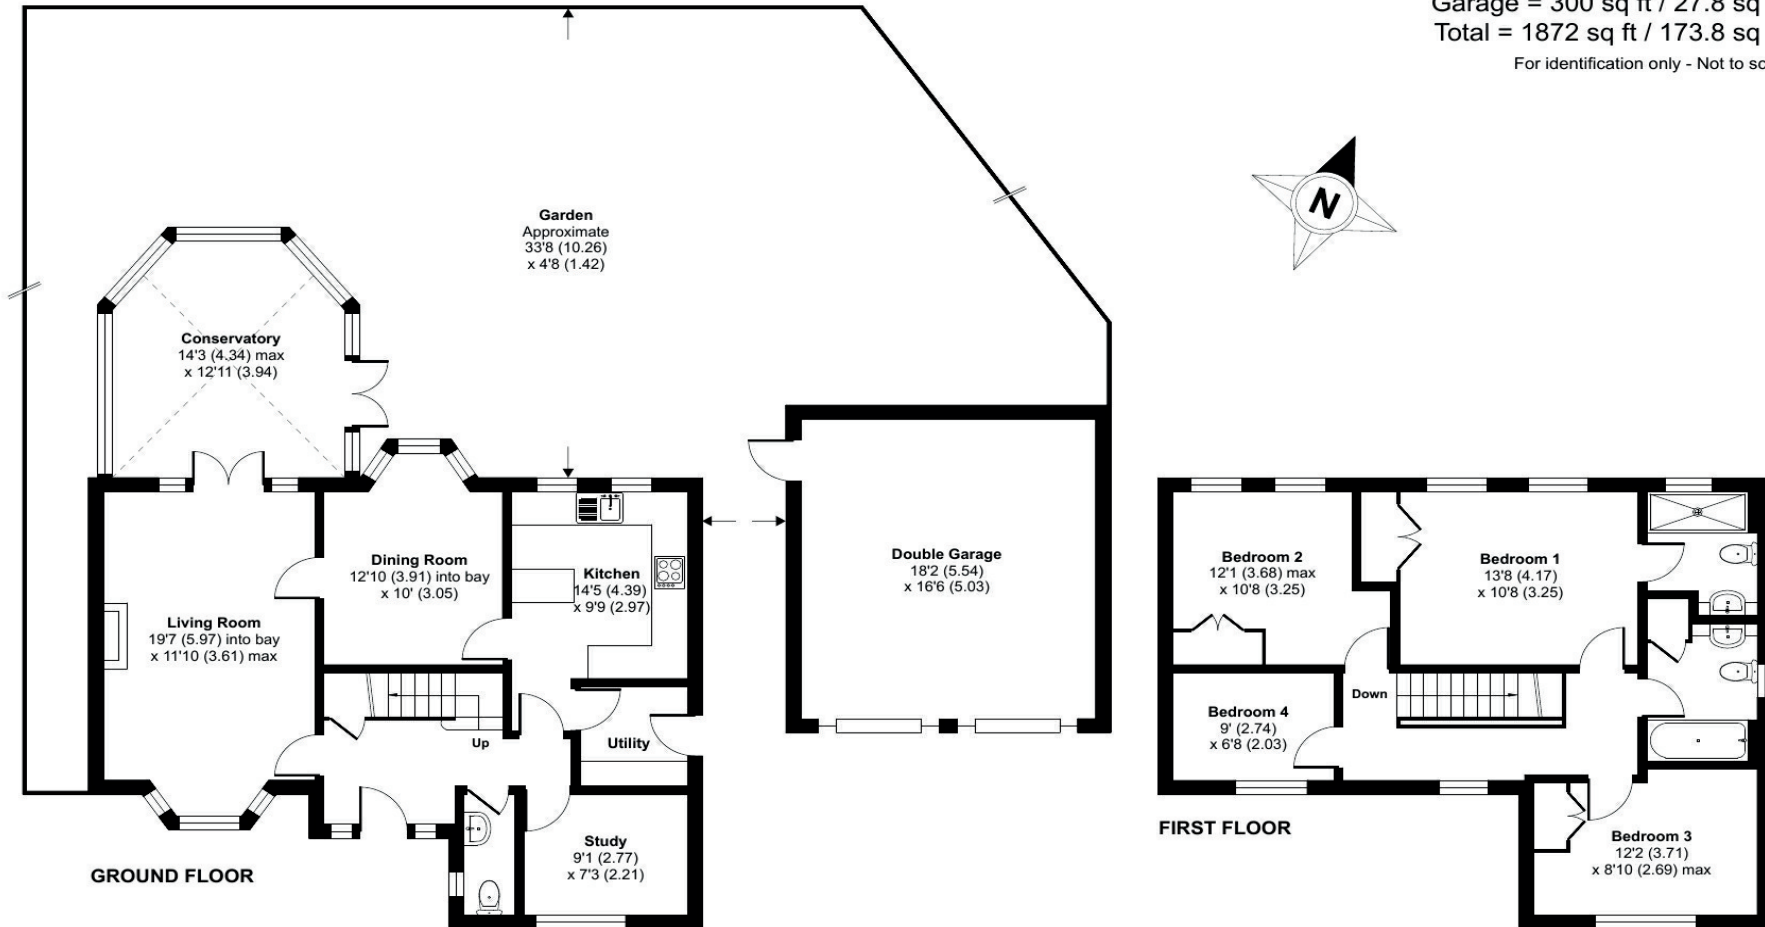 Garage = 300 sq ft / 27.8 sq
Total = 1872 sq ft / 173.8 sq
For identification only - Not to sc
N
Garden
Approximate
33'8 (10.26)
x 4'8 (1.42)
Conservatory
14'3 (4.34) max
x 12'11 (3.94)
Dining Room
12'10 (3.91) into bay
x 10' (3.05)
Kitchen
14'5 (4.39)
x 9'9 (2.97)
Living Room
19'7 (5.97) into bay
x 11'10 (3.61) max
Up
Utility
Study
9'1 (2.77)
x 7'3 (2.21)
GROUND FLOOR
Double Garage
18'2 (5.54)
x 16'6 (5.03)
Bedroom 2
12'1 (3.68) max
x 10'8 (3.25)
Bedroom 1
13'8 (4.17)
x 10'8 (3.25)
Down
Bedroom 4
9' (2.74)
x 6'8 (2.03)
Bedroom 3
12'2 (3.71)
x 8'10 (2.69) max
FIRST FLOOR